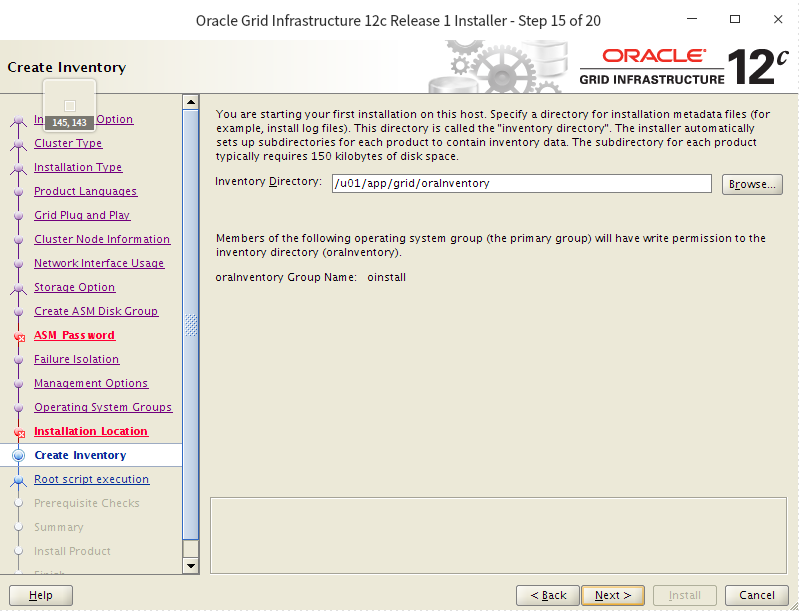 Oracle Grid Infrastructure 12c Release 1 Installer - Step 15 of 20
Create Inventory
ORACLE
GRID INFRASTRUCTURE
12c
Option
145, 143
Cluster Type
Installation Type
Product Languages
Grid Plug and Play
Cluster Node Information
Network Interface Usage
Storage Option
Create ASM Disk Group
ASM Password
Failure Isolation
Management Options
Operating System Groups
Installation Location
Create Inventory
Root script execution
Prerequisite Checks
Summary
Install Product
You are starting your first installation on this host. Specify a directory for installation metadata files (for
example, install log files). This directory is called the "inventory directory". The installer automatically
sets up subdirectories for each product to contain inventory data. The subdirectory for each product
typically requires 150 kilobytes of disk space.
Inventory Directory: /u01/app/grid/oraInventory Browse...
Members of the following operating system group (the primary group) will have write permission to the
inventory directory (oraInventory).
oraInventory Group Name: oinstall
Help < Back Next > Install Cancel